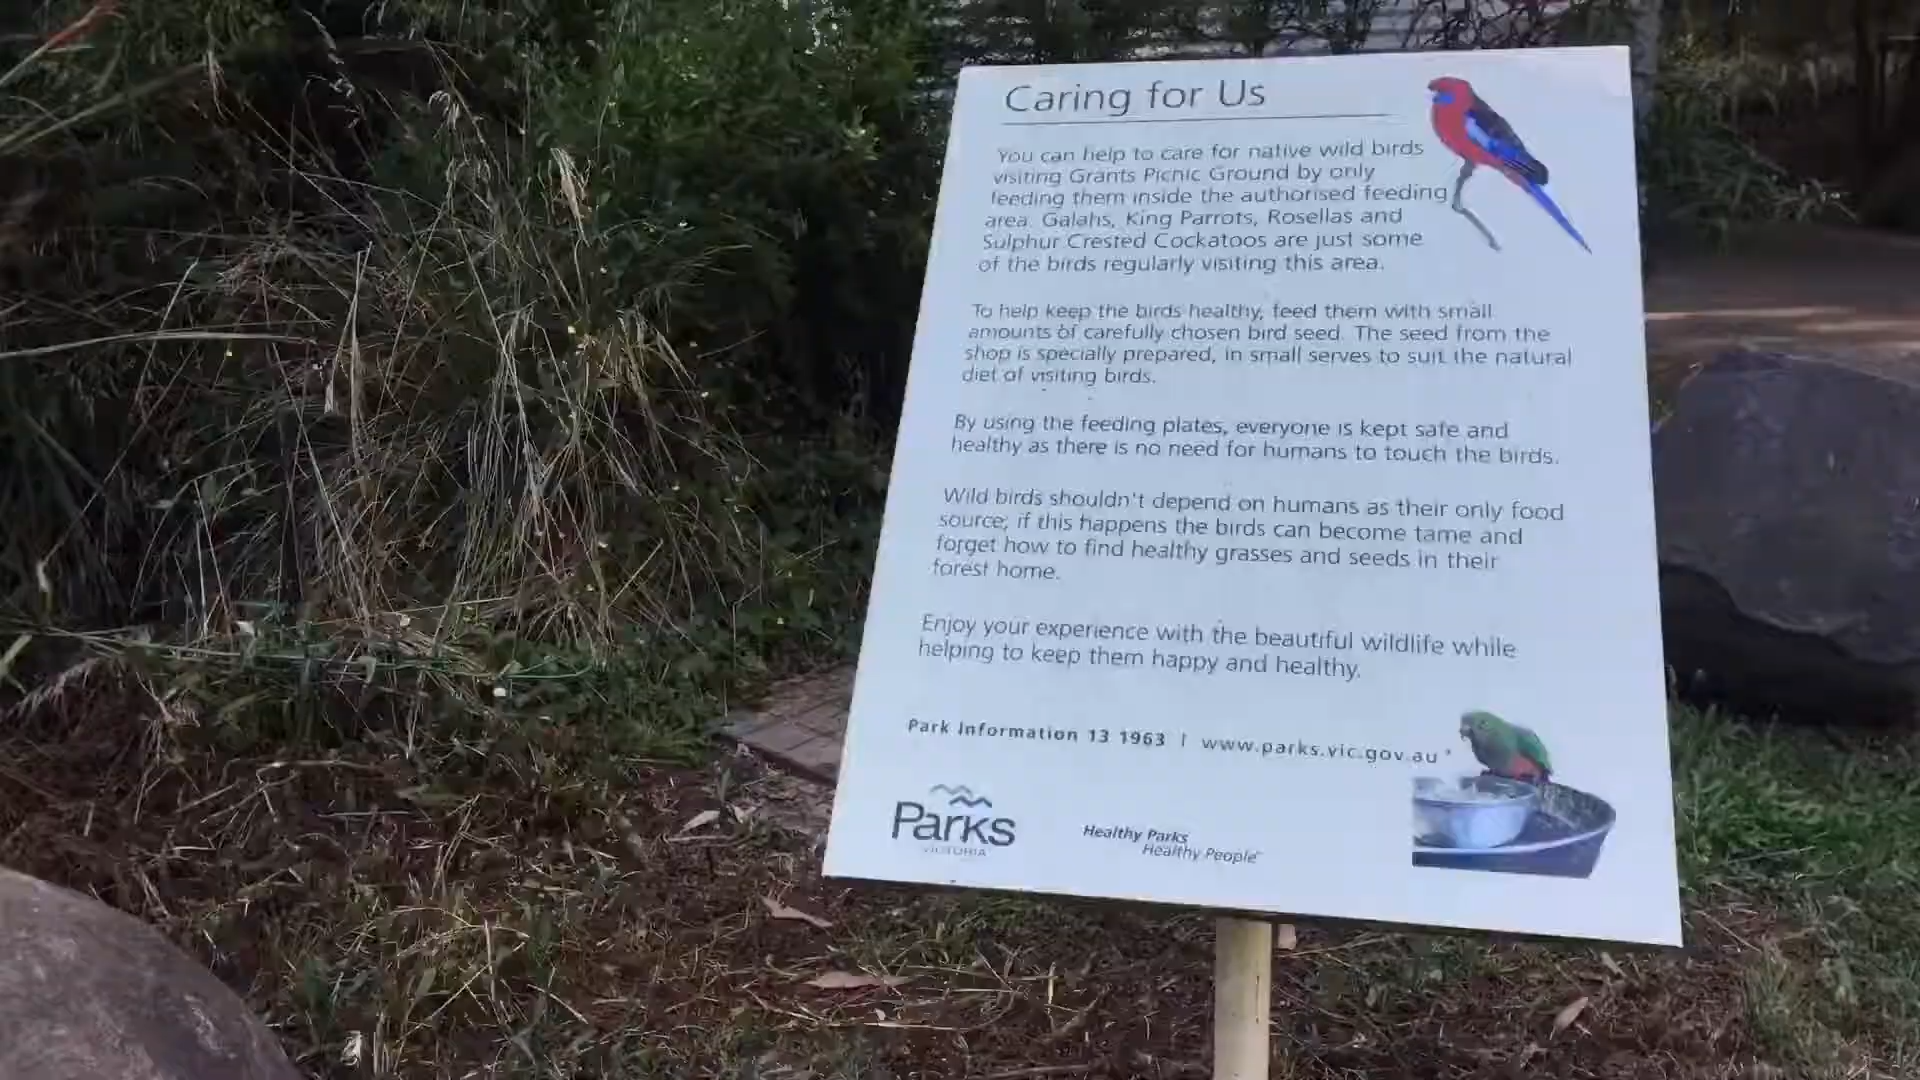 Caring for Us
You can help to care for native wild birds
visiting Grants Picnic Ground by only
feeding them inside the authorised feeding
area. Galahs, King Parrots, Rosellas and
Sulphur Crested Cockatoos are just some
of the birds regularly visiting this area.
To help keep the birds healthy, feed them with small
amounts of carefully chosen bird seed. The seed from the
shop is specially prepared, in small serves to suit the natural
diet of visiting birds.
By using the feeding plates, everyone is kept safe and
healthy as there is no need for humans to touch the birds.
Wild birds shouldn't depend on humans as their only food
source; if this happens the birds can become tame and
forget how to find healthy grasses and seeds in their
forest home.
Enjoy your experience with the beautiful wildlife while
helping to keep them happy and healthy.
Park Information 13 1963 | www.parks.vic.gov.au
Parks
VICTORIA
Healthy Parks
Healthy People